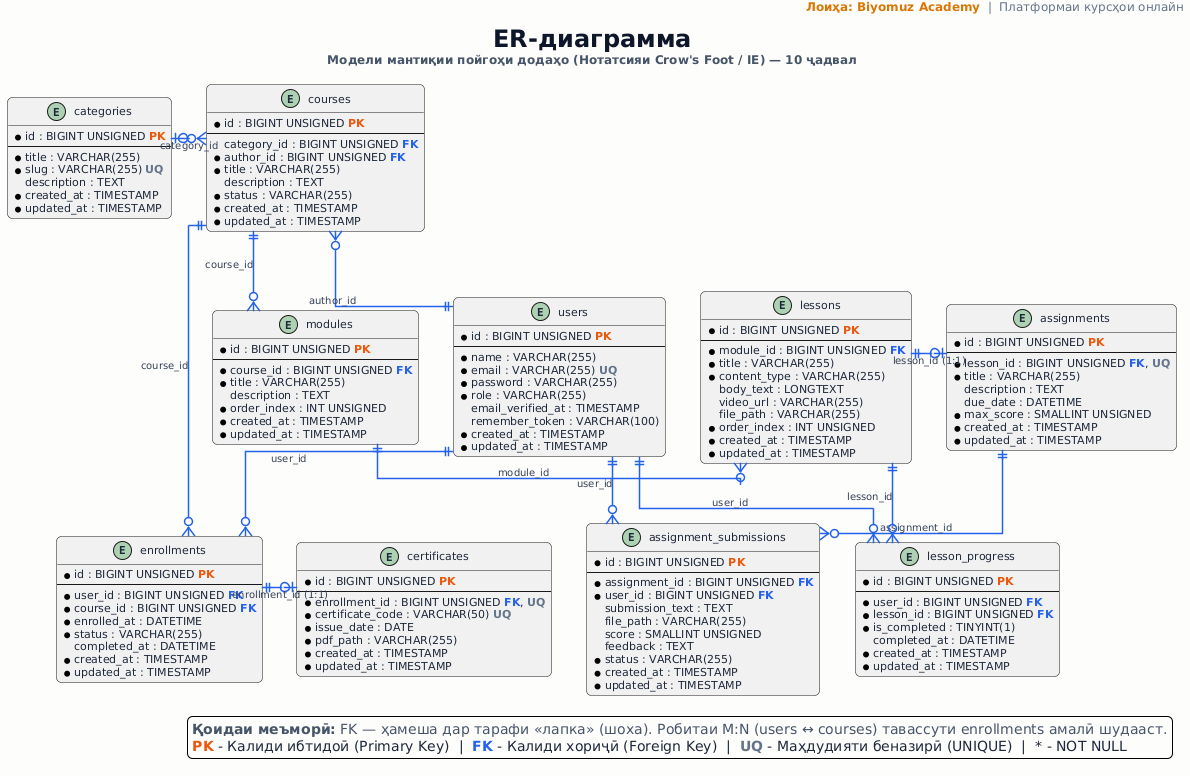 Лоиҳа: Biyomuz Academy | Платформаи курсҳои онлайн
ER-диаграмма
Модели мантиқии пойгоҳи додаҳо (Нотатсияи Crow's Foot / IE) — 10 ҷадвал
E categories
● id : BIGINT UNSIGNED PK
● title : VARCHAR(255)
● slug : VARCHAR(255) UQ
description : TEXT
● created_at : TIMESTAMP
● updated_at : TIMESTAMP
category_id
E courses
● id : BIGINT UNSIGNED PK
category_id : BIGINT UNSIGNED FK
● author_id : BIGINT UNSIGNED FK
● title : VARCHAR(255)
description : TEXT
● status : VARCHAR(255)
● created_at : TIMESTAMP
● updated_at : TIMESTAMP
course_id
author_id
course_id
E modules
● id : BIGINT UNSIGNED PK
● course_id : BIGINT UNSIGNED FK
● title : VARCHAR(255)
description : TEXT
● order_index : INT UNSIGNED
● created_at : TIMESTAMP
● updated_at : TIMESTAMP
E users
● id : BIGINT UNSIGNED PK
● name : VARCHAR(255)
● email : VARCHAR(255) UQ
● password : VARCHAR(255)
● role : VARCHAR(255)
email_verified_at : TIMESTAMP
remember_token : VARCHAR(100)
● created_at : TIMESTAMP
● updated_at : TIMESTAMP
E lessons
● id : BIGINT UNSIGNED PK
● module_id : BIGINT UNSIGNED FK
● title : VARCHAR(255)
● content_type : VARCHAR(255)
body_text : LONGTEXT
video_url : VARCHAR(255)
file_path : VARCHAR(255)
● order_index : INT UNSIGNED
● created_at : TIMESTAMP
● updated_at : TIMESTAMP
lesson_id (1:1)
E assignments
● id : BIGINT UNSIGNED PK
● lesson_id : BIGINT UNSIGNED FK, UQ
● title : VARCHAR(255)
description : TEXT
due_date : DATETIME
● max_score : SMALLINT UNSIGNED
● created_at : TIMESTAMP
● updated_at : TIMESTAMP
user_id
module_id
user_id
user_id
lesson_id
assignment_id
E enrollments
● id : BIGINT UNSIGNED PK
● user_id : BIGINT UNSIGNED FK
● course_id : BIGINT UNSIGNED FK
● enrolled_at : DATETIME
● status : VARCHAR(255)
completed_at : DATETIME
● created_at : TIMESTAMP
● updated_at : TIMESTAMP
enrollment_id (1:1)
E certificates
● id : BIGINT UNSIGNED PK
● enrollment_id : BIGINT UNSIGNED FK, UQ
● certificate_code : VARCHAR(50) UQ
● issue_date : DATE
● pdf_path : VARCHAR(255)
● created_at : TIMESTAMP
● updated_at : TIMESTAMP
E assignment_submissions
● id : BIGINT UNSIGNED PK
● assignment_id : BIGINT UNSIGNED FK
● user_id : BIGINT UNSIGNED FK
submission_text : TEXT
file_path : VARCHAR(255)
score : SMALLINT UNSIGNED
feedback : TEXT
● status : VARCHAR(255)
● created_at : TIMESTAMP
● updated_at : TIMESTAMP
E lesson_progress
● id : BIGINT UNSIGNED PK
● user_id : BIGINT UNSIGNED FK
● lesson_id : BIGINT UNSIGNED FK
● is_completed : TINYINT(1)
completed_at : DATETIME
● created_at : TIMESTAMP
● updated_at : TIMESTAMP
Қоидаи меъморӣ: FK — ҳамеша дар тарафи «лапка» (шоха). Робитаи M:N (users ↔ courses) тавассути enrollments амалӣ шудааст.
PK - Калиди ибтидоӣ (Primary Key) | FK - Калиди хориҷӣ (Foreign Key) | UQ - Маҳдудияти беназирӣ (UNIQUE) | * - NOT NULL